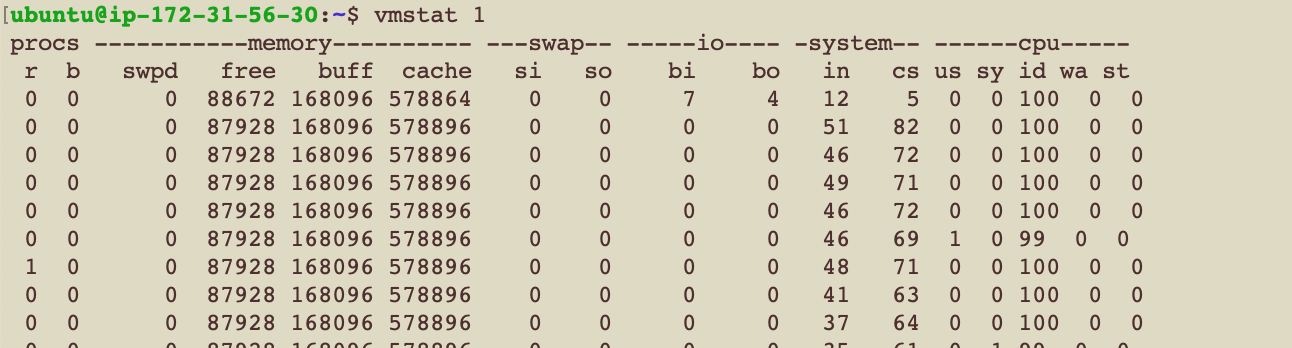 [ubuntu@ip-172-31-56-30:~$ vmstat 1
procs -----------memory---------- ---swap-- -----io---- -system-- ------cpu-----
 r  b   swpd   free   buff  cache   si   so    bi    bo   in   cs us sy id wa st
 0  0      0  88672 168096 578864    0    0     7     4   12    5  0  0 100  0  0
 0  0      0  87928 168096 578896    0    0     0     0   51   82  0  0 100  0  0
 0  0      0  87928 168096 578896    0    0     0     0   46   72  0  0 100  0  0
 0  0      0  87928 168096 578896    0    0     0     0   49   71  0  0 100  0  0
 0  0      0  87928 168096 578896    0    0     0     0   46   72  0  0 100  0  0
 0  0      0  87928 168096 578896    0    0     0     0   46   69  1  0 99  0  0
 1  0      0  87928 168096 578896    0    0     0     0   48   71  0  0 100  0  0
 0  0      0  87928 168096 578896    0    0     0     0   41   63  0  0 100  0  0
 0  0      0  87928 168096 578896    0    0     0     0   37   64  0  0 100  0  0